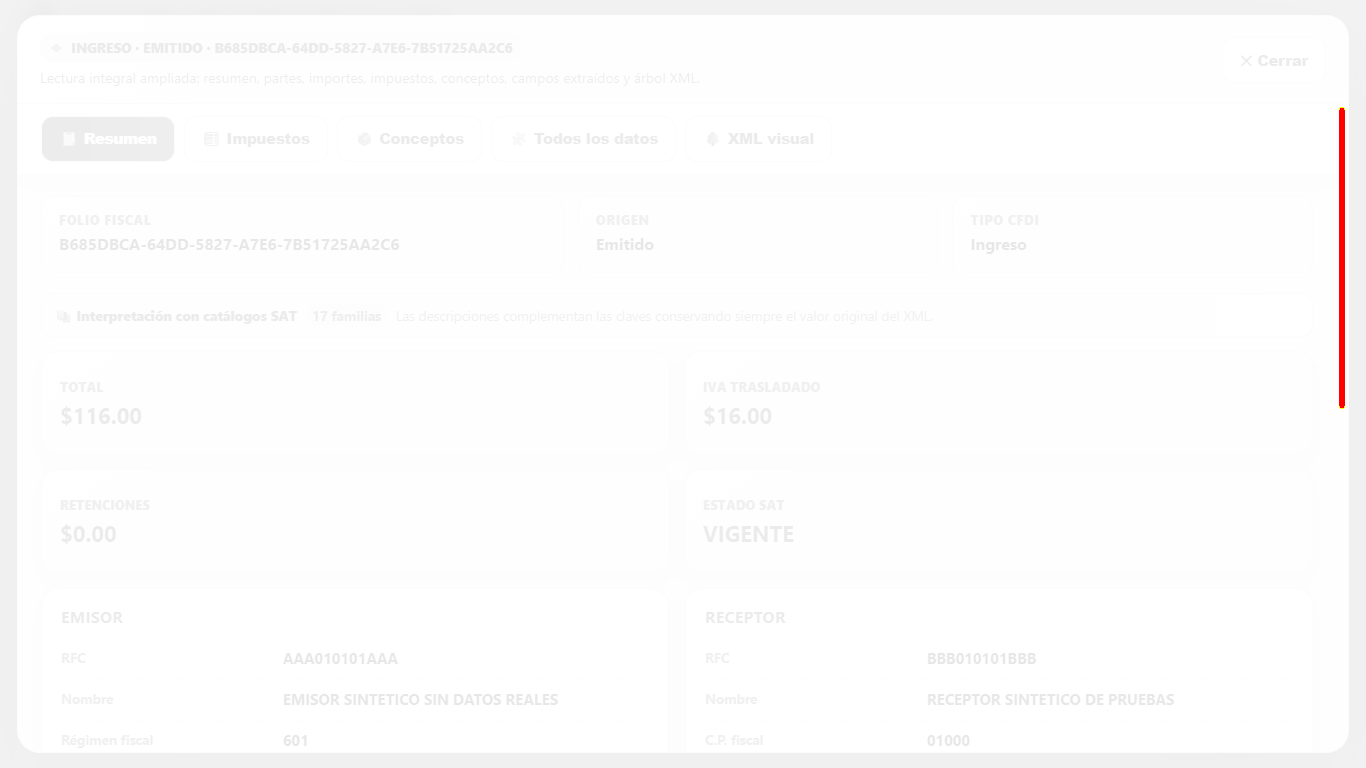 INGRESO · EMITIDO · B685DBCA-64DD-5827-A7E6-7B51725AA2C6
Lectura integral ampliada: resumen, partes, importes, impuestos, conceptos, campos extraídos y árbol XML.
× Cerrar
Resumen
Impuestos
Conceptos
Todos los datos
XML visual
FOLIO FISCAL
B685DBCA-64DD-5827-A7E6-7B51725AA2C6
ORIGEN
Emitido
TIPO CFDI
Ingreso
Interpretación con catálogos SAT 17 familias Las descripciones complementan las claves conservando siempre el valor original del XML.
TOTAL
$116.00
IVA TRASLADADO
$16.00
RETENCIONES
$0.00
ESTADO SAT
VIGENTE
EMISOR
RFC AAA010101AAA
Nombre EMISOR SINTETICO SIN DATOS REALES
Régimen fiscal 601
RECEPTOR
RFC BBB010101BBB
Nombre RECEPTOR SINTETICO DE PRUEBAS
C.P. fiscal 01000